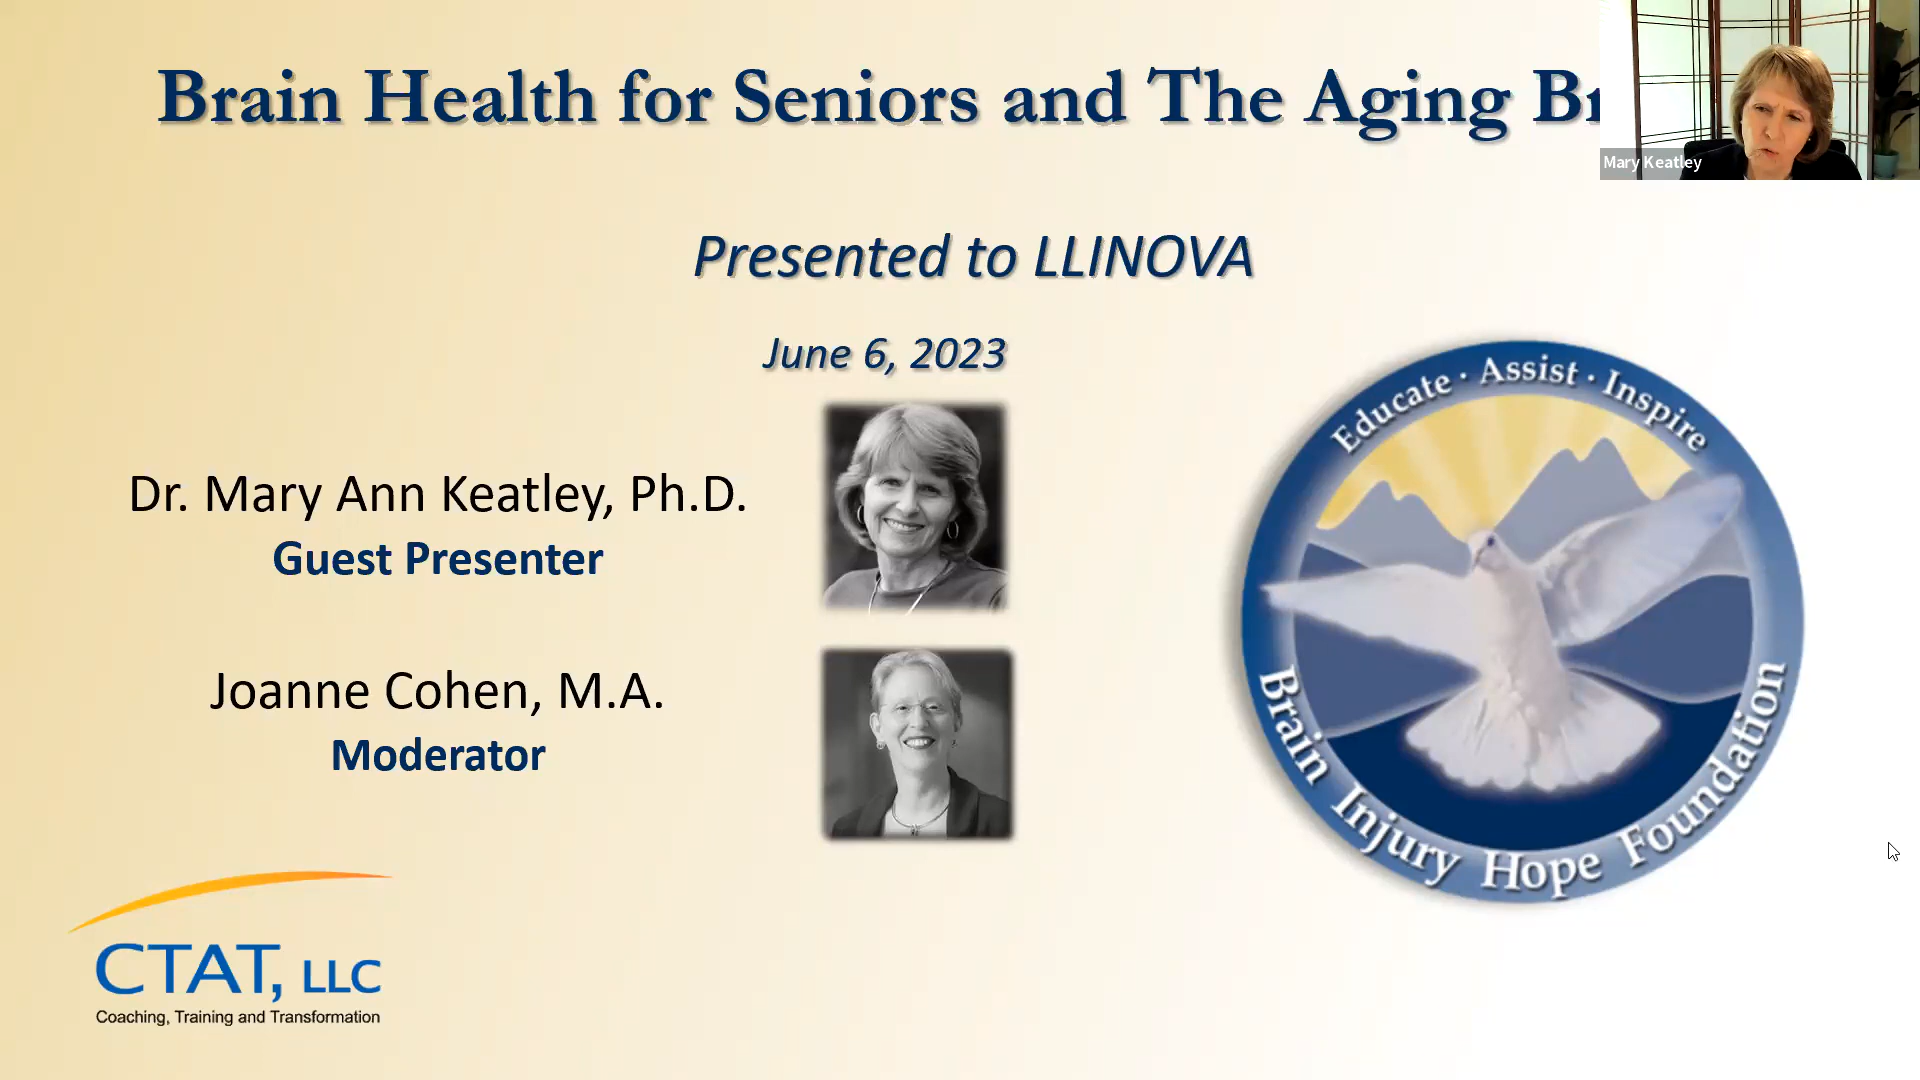 Brain Health for Seniors and The Aging
Mary Keatley
Presented to LLINOVA
June 6, 2023
Educate · Assist · Inspire
Dr. Mary Ann Keatley, Ph.D.
Guest Presenter
Joanne Cohen, M.A.
Moderator
Brain Injury Hope Foundation
CTAT, LLC
Coaching, Training and Transformation